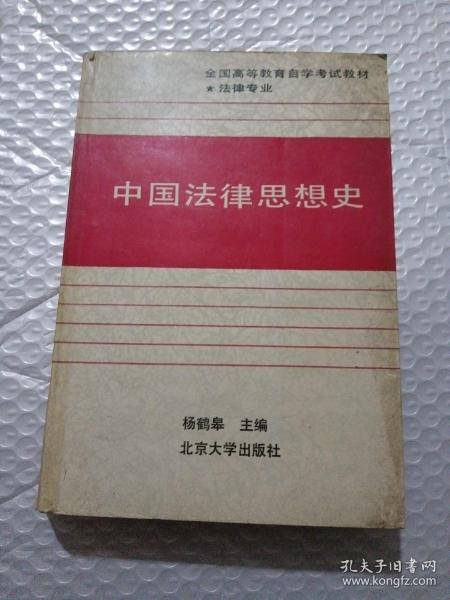 全国高等教育自学考试教材
★法律专业
中国法律思想史
杨鹤皋 主编
北京大学出版社
孔夫子旧书网
www.kongfz.com